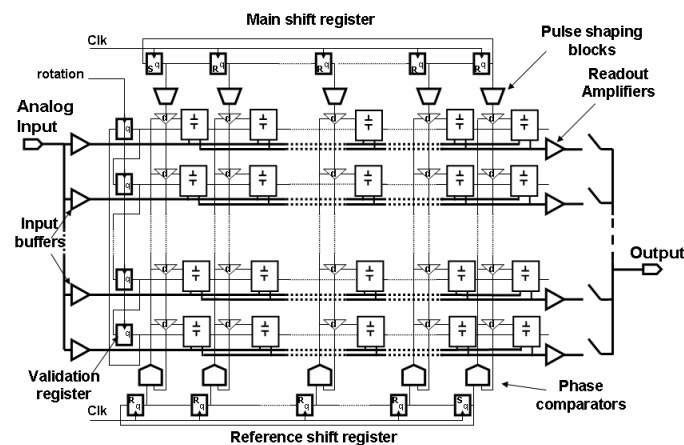 Main shift register
Clk
S q
R q
R q
R q
R q
Pulse shaping
blocks
Readout
Amplifiers
rotation
Analog
Input
q
d
d
d
d
d
q
d
d
d
d
d
Input
buffers
Output
q
d
d
d
d
d
q
d
d
d
d
d
Validation
register
Phase
comparators
R q
R q
R q
R q
S q
Clk
Reference shift register